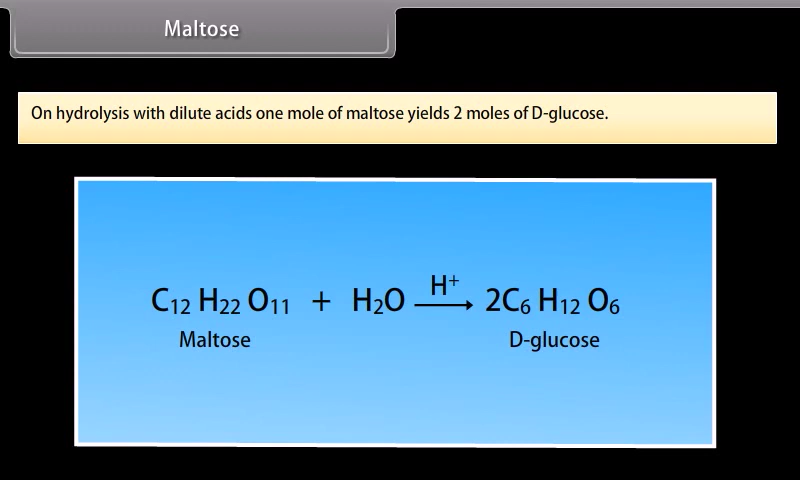 Maltose
On hydrolysis with dilute acids one mole of maltose yields 2 moles of D-glucose.
C₁₂ H₂₂ O₁₁ + H₂O —H⁺→ 2C₆ H₁₂ O₆
Maltose D-glucose